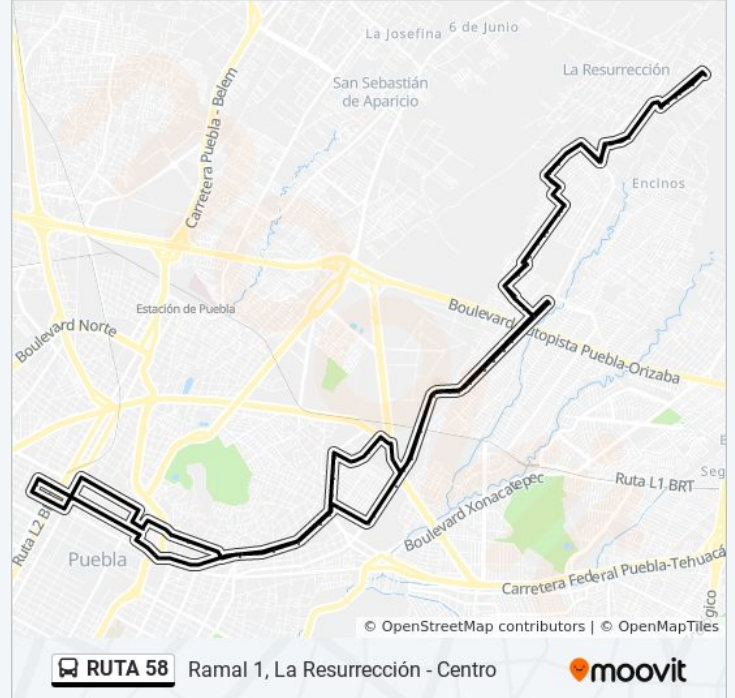 La Josefina
6 de Junio
La Resurrección
San Sebastián
de Aparicio
Carretera Puebla - Belem
Encinos
Estación de Puebla
Boulevard Norte
Boulevard Autopista Puebla-Orizaba
Ruta L1 BRT
Boulevard Xonacatepec
Ruta L2 B
Puebla
Carretera Federal Puebla-Tehuacá
gico
© OpenStreetMap contributors | © OpenMapTiles
RUTA 58
Ramal 1, La Resurrección - Centro
moovit